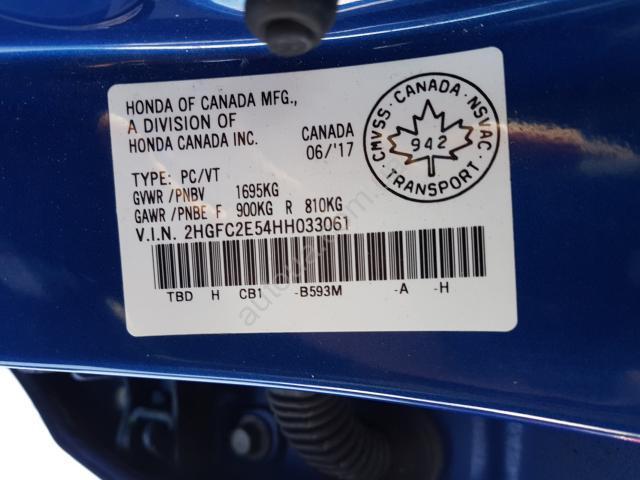 HONDA OF CANADA MFG.,
A DIVISION OF
HONDA CANADA INC.
CANADA
06/'17
CMVSS · CANADA · NSVAC
942
TRANSPORT
TYPE: PC/VT
GVWR /PNBV 1695KG
GAWR /PNBE F 900KG R 810KG
V.I.N. 2HGFC2E54HH033061
TBD H CB1 -B593M -A -H